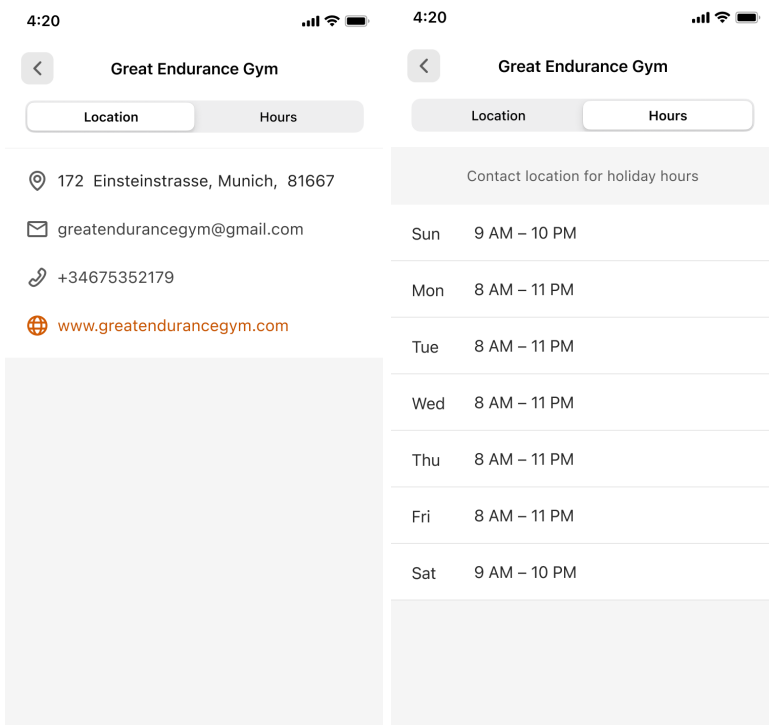 4:20
Great Endurance Gym
Location Hours
172 Einsteinstrasse, Munich, 81667
greatendurancegym@gmail.com
+34675352179
www.greatendurancegym.com
4:20
Great Endurance Gym
Location Hours
Contact location for holiday hours
Sun 9 AM – 10 PM
Mon 8 AM – 11 PM
Tue 8 AM – 11 PM
Wed 8 AM – 11 PM
Thu 8 AM – 11 PM
Fri 8 AM – 11 PM
Sat 9 AM – 10 PM